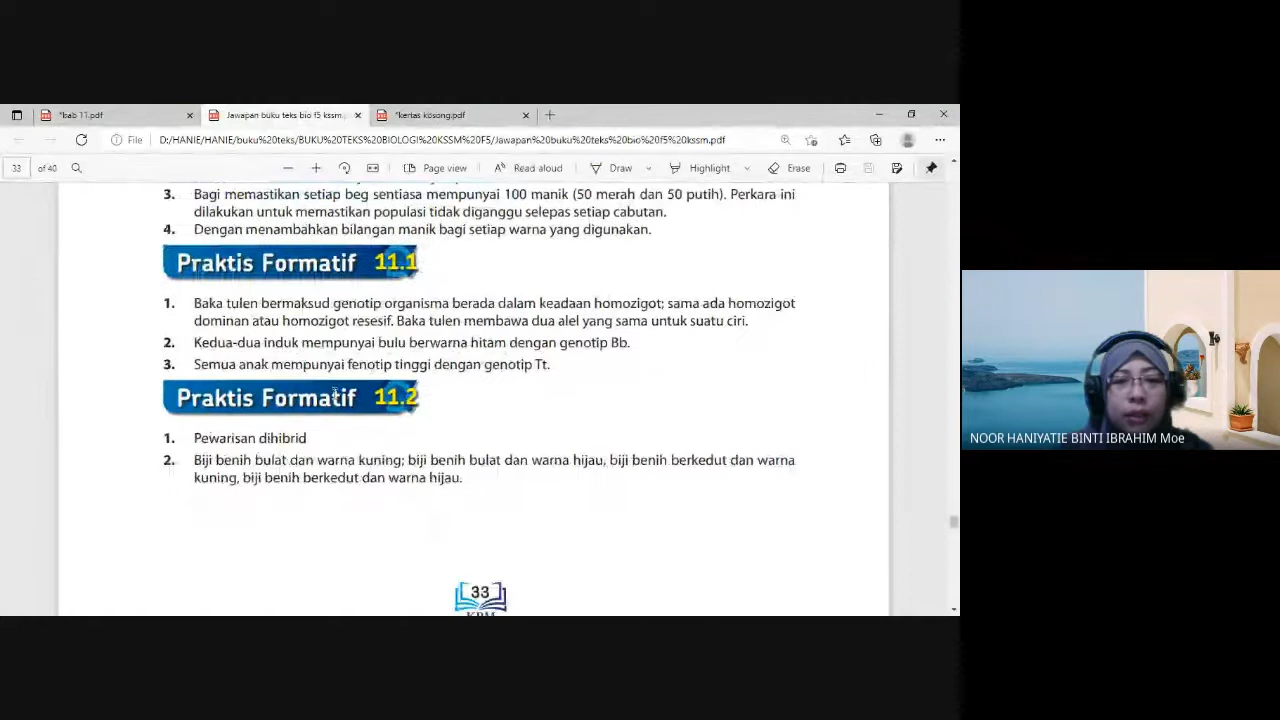 *bab 11.pdf
Jawapan buku teks bio f5 kssm.
*kertas kosong.pdf
File
D:/HANIE/HANIE/buku%20teks/BUKU%20TEKS%20BIOLOGI%20KSSM%20F5/Jawapan%20buku%20teks%20bio%20f5%20kssm.pdf
33 of 40
Page view
Read aloud
Draw
Highlight
Erase
3. Bagi memastikan setiap beg sentiasa mempunyai 100 manik (50 merah dan 50 putih). Perkara ini
dilakukan untuk memastikan populasi tidak diganggu selepas setiap cabutan.
4. Dengan menambahkan bilangan manik bagi setiap warna yang digunakan.
Praktis Formatif 11.1
1. Baka tulen bermaksud genotip organisma berada dalam keadaan homozigot; sama ada homozigot
dominan atau homozigot resesif. Baka tulen membawa dua alel yang sama untuk suatu ciri.
2. Kedua-dua induk mempunyai bulu berwarna hitam dengan genotip Bb.
3. Semua anak mempunyai fenotip tinggi dengan genotip Tt.
Praktis Formatif 11.2
1. Pewarisan dihibrid
2. Biji benih bulat dan warna kuning; biji benih bulat dan warna hijau, biji benih berkedut dan warna
kuning, biji benih berkedut dan warna hijau.
33
KPM
NOOR HANIYATIE BINTI IBRAHIM Moe